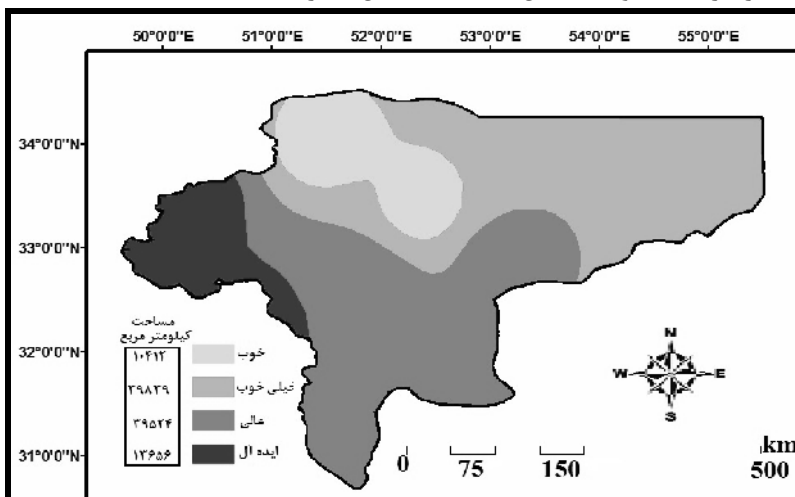 50°0'0"E 51°0'0"E 52°0'0"E 53°0'0"E 54°0'0"E 55°0'0"E
34°0'0"N
33°0'0"N
32°0'0"N
31°0'0"N
مساحت
کیلومتر مربع
۱۰۴۱۲ خوب
۳۹۸۲۹ خیلی خوب
۳۹۵۲۴ عالی
۱۳۶۵۶ ایده آل
N
W E
S
0 75 150 km
500